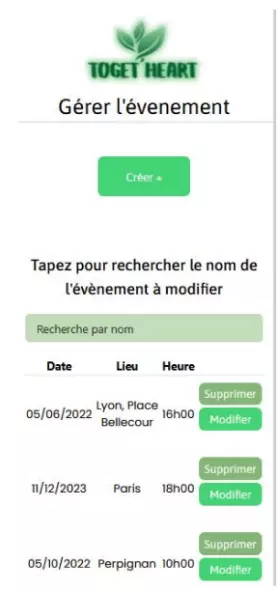 TOGET'HEART
Gérer l'évenement
Créer +
Tapez pour rechercher le nom de
l'évènement à modifier
Recherche par nom
Date Lieu Heure
05/06/2022 Lyon, Place Bellecour 16h00 Supprimer Modifier
11/12/2023 Paris 18h00 Supprimer Modifier
05/10/2022 Perpignan 10h00 Supprimer Modifier